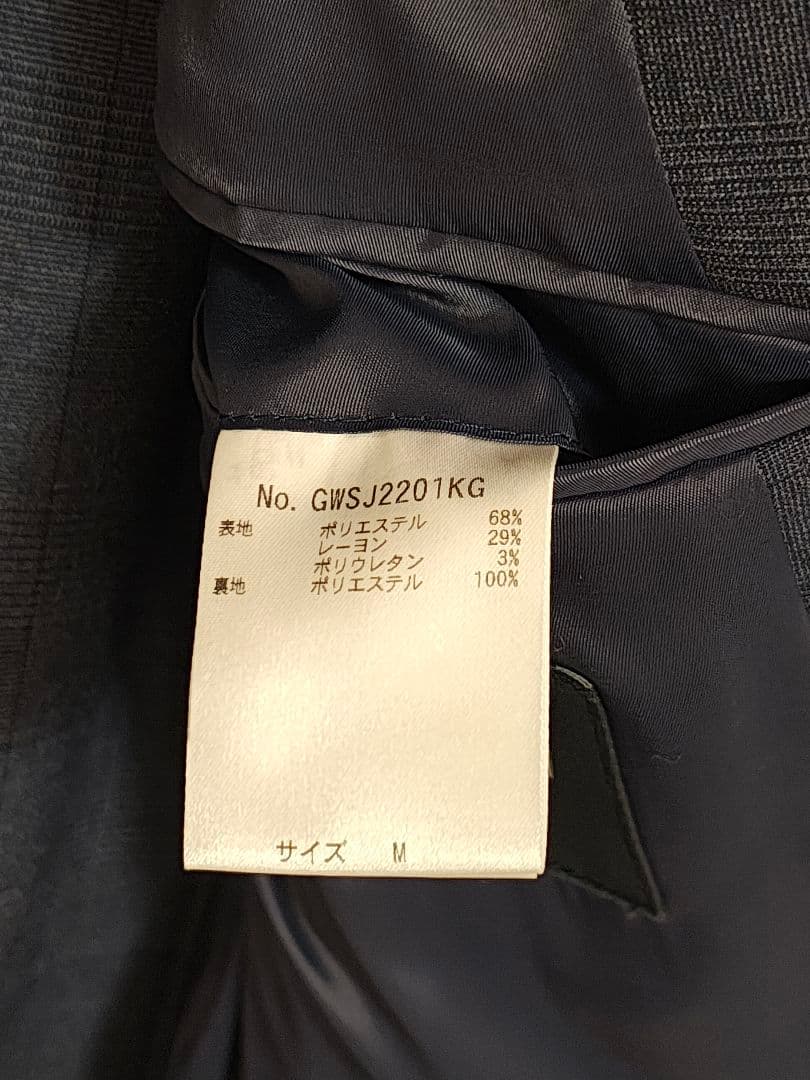 No. GWSJ2201KG
表地 ポリエステル 68%
レーヨン 29%
ポリウレタン 3%
裏地 ポリエステル 100%
サイズ M